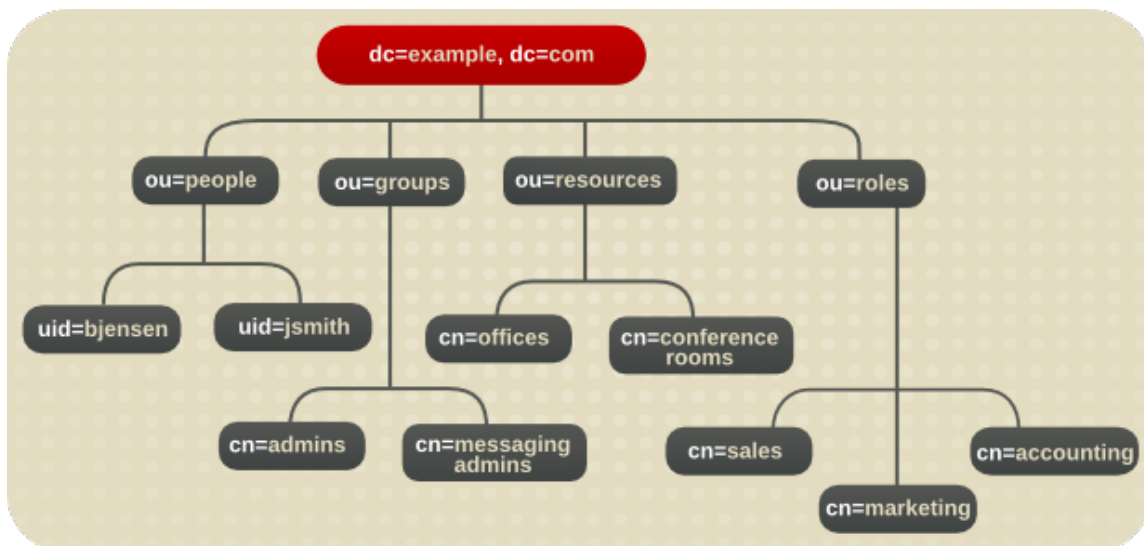 dc=example, dc=com
ou=people
ou=groups
ou=resources
ou=roles
uid=bjensen
uid=jsmith
cn=offices
cn=conference
rooms
cn=admins
cn=messaging
admins
cn=sales
cn=accounting
cn=marketing